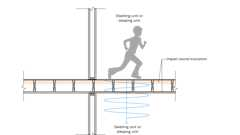 Dwelling unit or
sleeping unit
Impact sound insulation
Dwelling unit or
sleeping unit